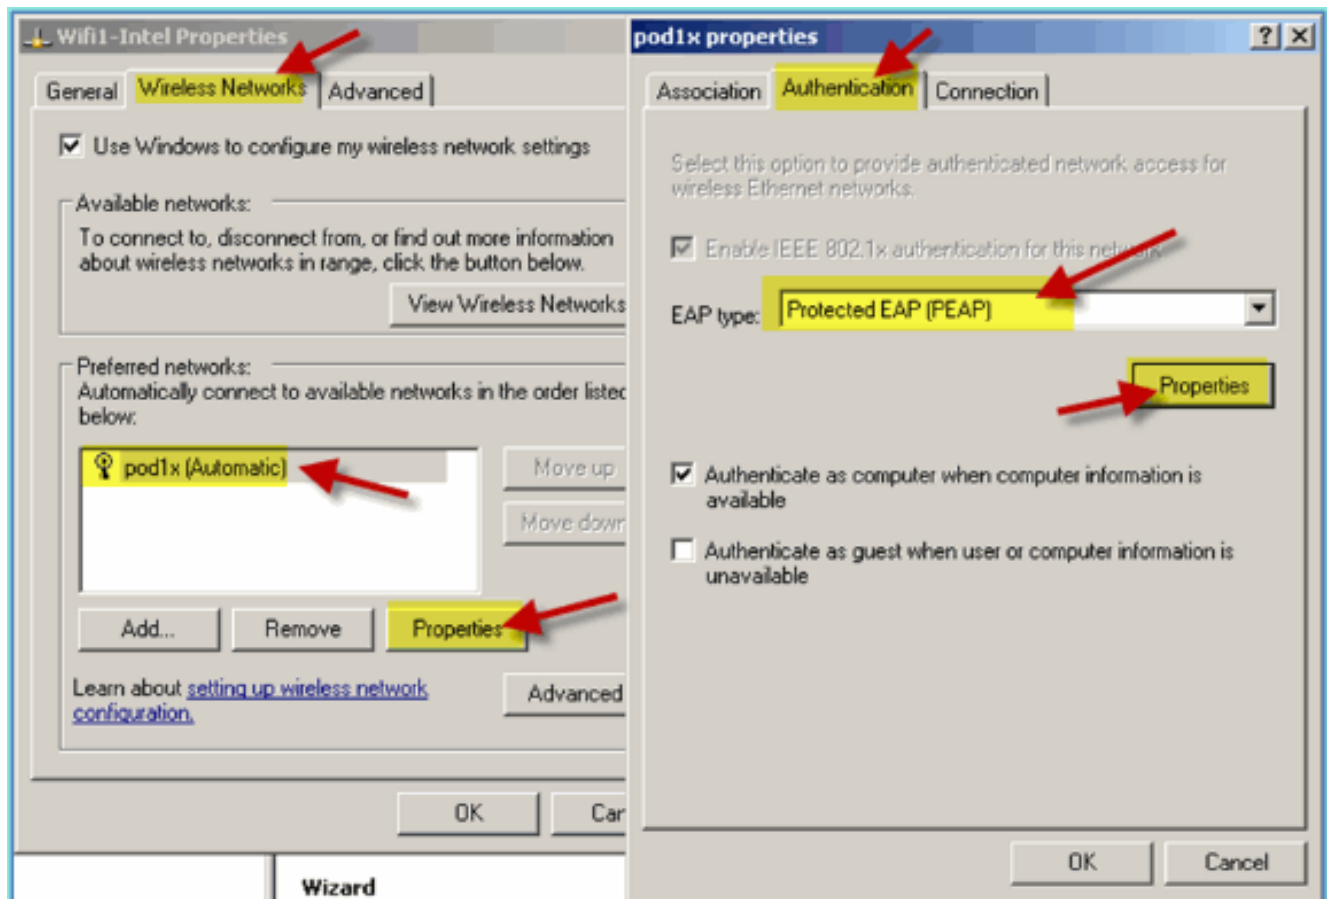 Wifi1-Intel Properties
General
Wireless Networks
Advanced
Use Windows to configure my wireless network settings
Available networks:
To connect to, disconnect from, or find out more information
about wireless networks in range, click the button below.
View Wireless Networks
Preferred networks:
Automatically connect to available networks in the order listed
below:
pod1x (Automatic)
Move up
Move down
Add...
Remove
Properties
Learn about setting up wireless network
configuration.
Advanced
OK
Can
Wizard
pod1x properties
Association
Authentication
Connection
Select this option to provide authenticated network access for
wireless Ethernet networks.
Enable IEEE 802.1x authentication for this network
EAP type:
Protected EAP (PEAP)
Properties
Authenticate as computer when computer information is
available
Authenticate as guest when user or computer information is
unavailable
OK
Cancel